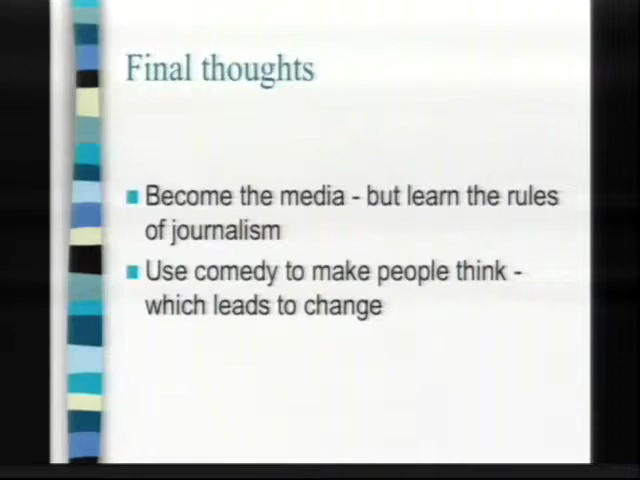 Final thoughts
Become the media - but learn the rules
of journalism
Use comedy to make people think -
which leads to change